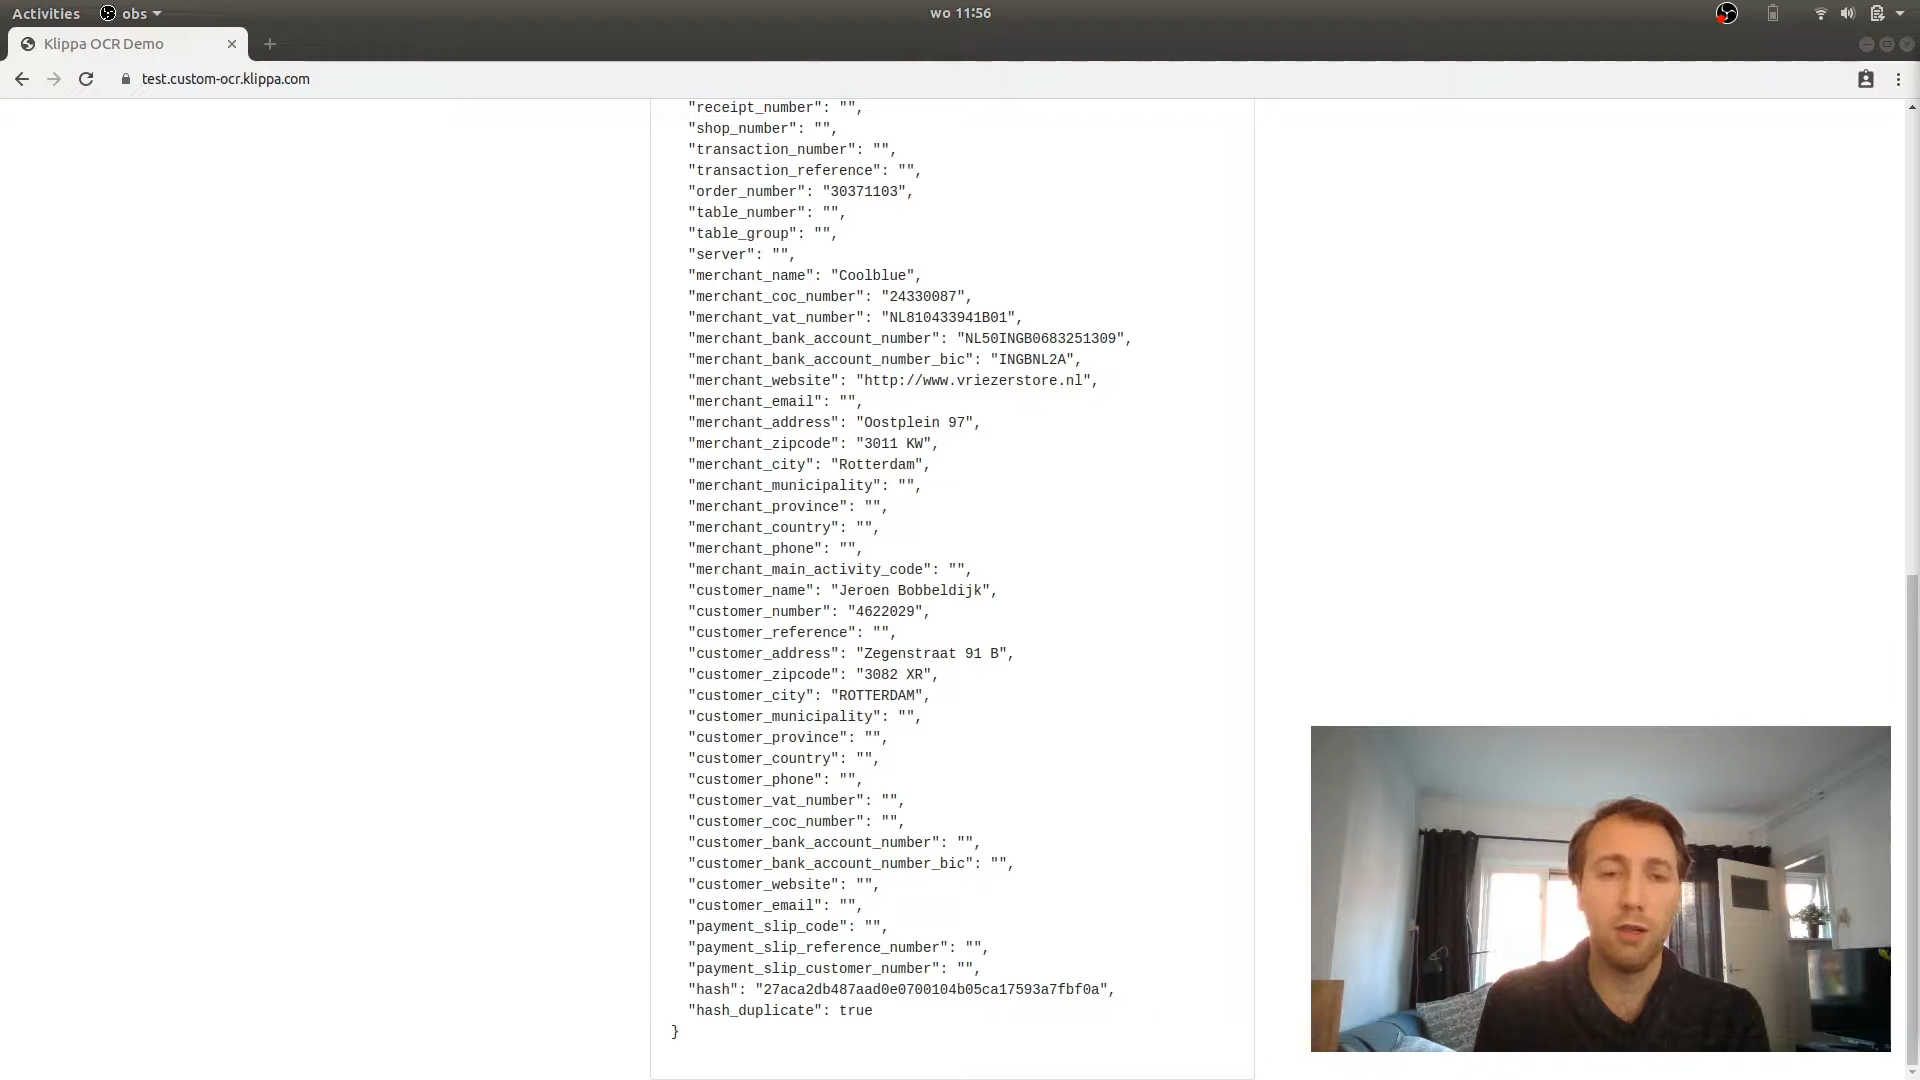 Activities obs wo 11:56
Klippa OCR Demo
test.custom-ocr.klippa.com
"receipt_number": "",
"shop_number": "",
"transaction_number": "",
"transaction_reference": "",
"order_number": "30371103",
"table_number": "",
"table_group": "",
"server": "",
"merchant_name": "Coolblue",
"merchant_coc_number": "24330087",
"merchant_vat_number": "NL810433941B01",
"merchant_bank_account_number": "NL50INGB0683251309",
"merchant_bank_account_number_bic": "INGBNL2A",
"merchant_website": "http://www.vriezerstore.nl",
"merchant_email": "",
"merchant_address": "Oostplein 97",
"merchant_zipcode": "3011 KW",
"merchant_city": "Rotterdam",
"merchant_municipality": "",
"merchant_province": "",
"merchant_country": "",
"merchant_phone": "",
"merchant_main_activity_code": "",
"customer_name": "Jeroen Bobbeldijk",
"customer_number": "4622029",
"customer_reference": "",
"customer_address": "Zegenstraat 91 B",
"customer_zipcode": "3082 XR",
"customer_city": "ROTTERDAM",
"customer_municipality": "",
"customer_province": "",
"customer_country": "",
"customer_phone": "",
"customer_vat_number": "",
"customer_coc_number": "",
"customer_bank_account_number": "",
"customer_bank_account_number_bic": "",
"customer_website": "",
"customer_email": "",
"payment_slip_code": "",
"payment_slip_reference_number": "",
"payment_slip_customer_number": "",
"hash": "27aca2db487aad0e0700104b05ca17593a7fbf0a",
"hash_duplicate": true
}